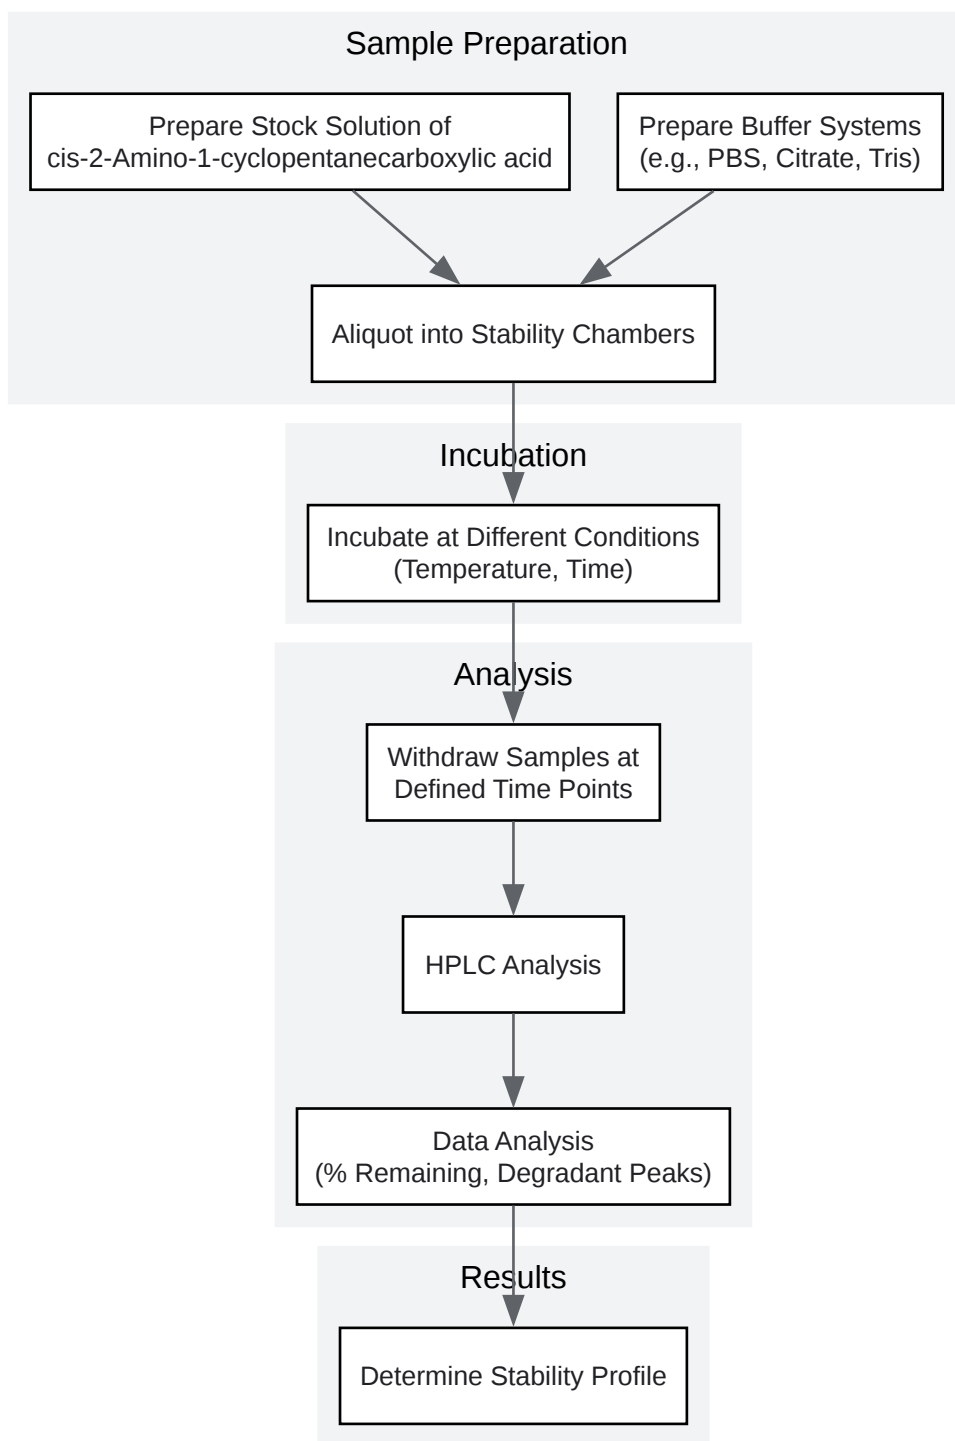 Sample Preparation
Prepare Stock Solution of
cis-2-Amino-1-cyclopentanecarboxylic acid
Prepare Buffer Systems
(e.g., PBS, Citrate, Tris)
Aliquot into Stability Chambers
Incubation
Incubate at Different Conditions
(Temperature, Time)
Analysis
Withdraw Samples at
Defined Time Points
HPLC Analysis
Data Analysis
(% Remaining, Degradant Peaks)
Results
Determine Stability Profile